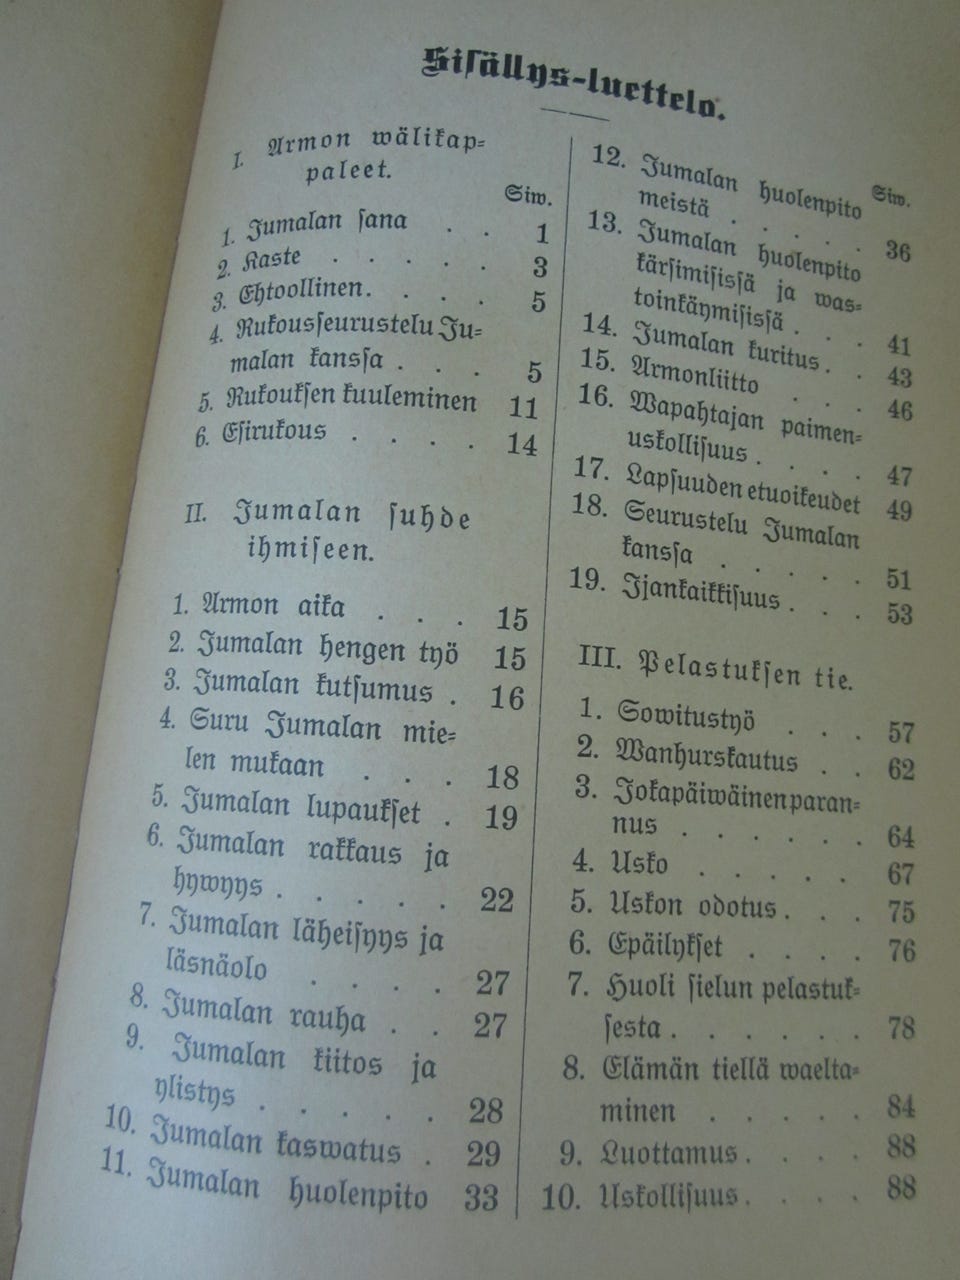 Sisällys-luettelo.
I. Armon wälikap-
paleet.
Siw.
1. Jumalan sana . . 1
2. Kaste . . . . . 3
3. Ehtoollinen. . . . 5
4. Rukousseurustelu Ju-
malan kanssa . . . 5
5. Rukouksen kuuleminen 11
6. Esirukous . . . . 14
II. Jumalan suhde
ihmiseen.
1. Armon aika . . . 15
2. Jumalan hengen työ 15
3. Jumalan kutsumus . 16
4. Suru Jumalan mie-
len mukaan . . . 18
5. Jumalan lupaukset . 19
6. Jumalan rakkaus ja
hywyys . . . . . 22
7. Jumalan läheisyys ja
läsnäolo . . . . 27
8. Jumalan rauha . . 27
9. Jumalan kiitos ja
ylistys . . . . . 28
10. Jumalan kaswatus . 29
11. Jumalan huolenpito 33
Siw.
12. Jumalan huolenpito
meistä . . . . . 36
13. Jumalan huolenpito
kärsimisissä ja was-
toinkäymisissä . . . 41
14. Jumalan kuritus. . 43
15. Armonliitto . . . 46
16. Wapahtajan paimen-
uskollisuus . . . . 47
17. Lapsuuden etuoikeudet 49
18. Seurustelu Jumalan
kanssa . . . . . 51
19. Ijankaikkisuus . . . 53
III. Pelastuksen tie.
1. Sowitustyö . . . 57
2. Wanhurskautus . . 62
3. Jokapäiwäinen paran-
nus . . . . . . 64
4. Usko . . . . . 67
5. Uskon odotus. . . 75
6. Epäilykset . . . . 76
7. Huoli sielun pelastuk-
sesta . . . . . . 78
8. Elämän tiellä waelta-
minen . . . . . 84
9. Luottamus. . . . 88
10. Uskollisuus. . . . 88